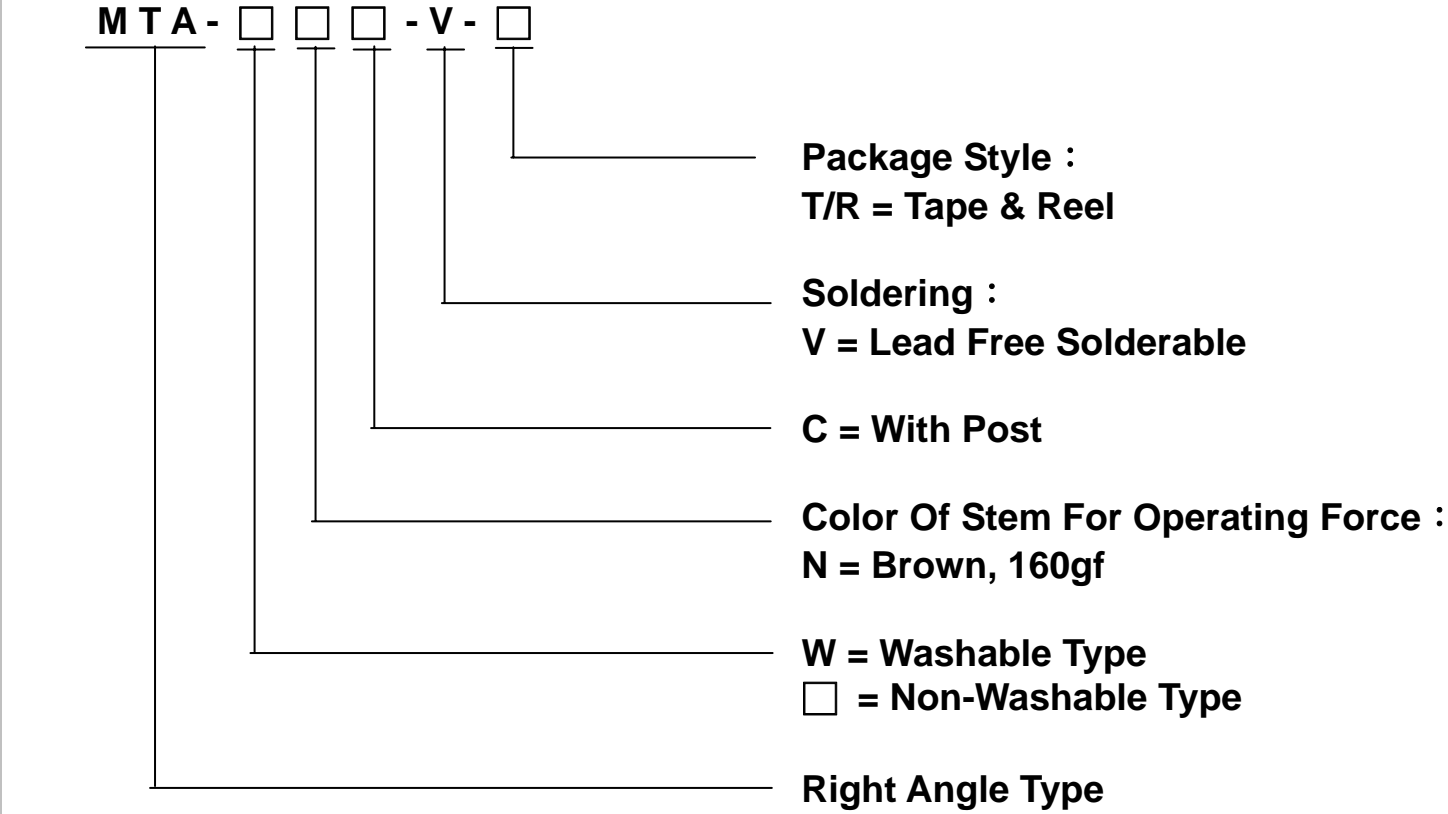 MTA- □ □ □ -V- □
Package Style：
T/R = Tape & Reel
Soldering：
V = Lead Free Solderable
C = With Post
Color Of Stem For Operating Force：
N = Brown, 160gf
W = Washable Type
□ = Non-Washable Type
Right Angle Type